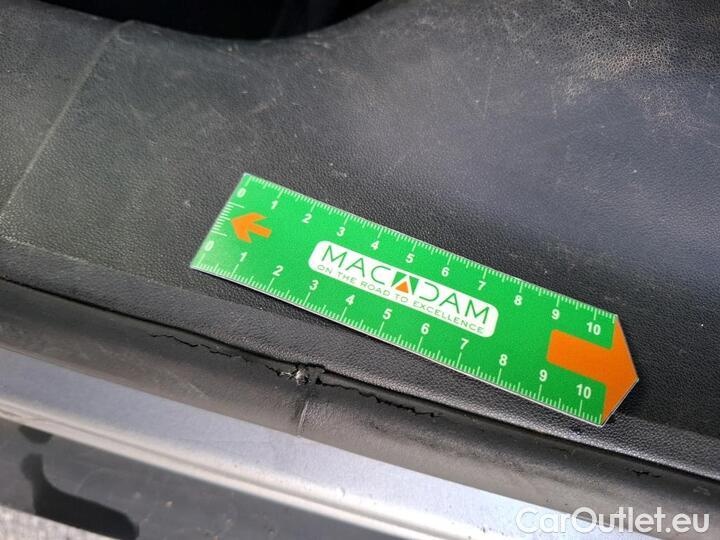 0 1 2 3 4 5 6 7 8 9 10
MACADAM
ON THE ROAD TO EXCELLENCE
0 1 2 3 4 5 6 7 8 9 10
CarOutlet.eu